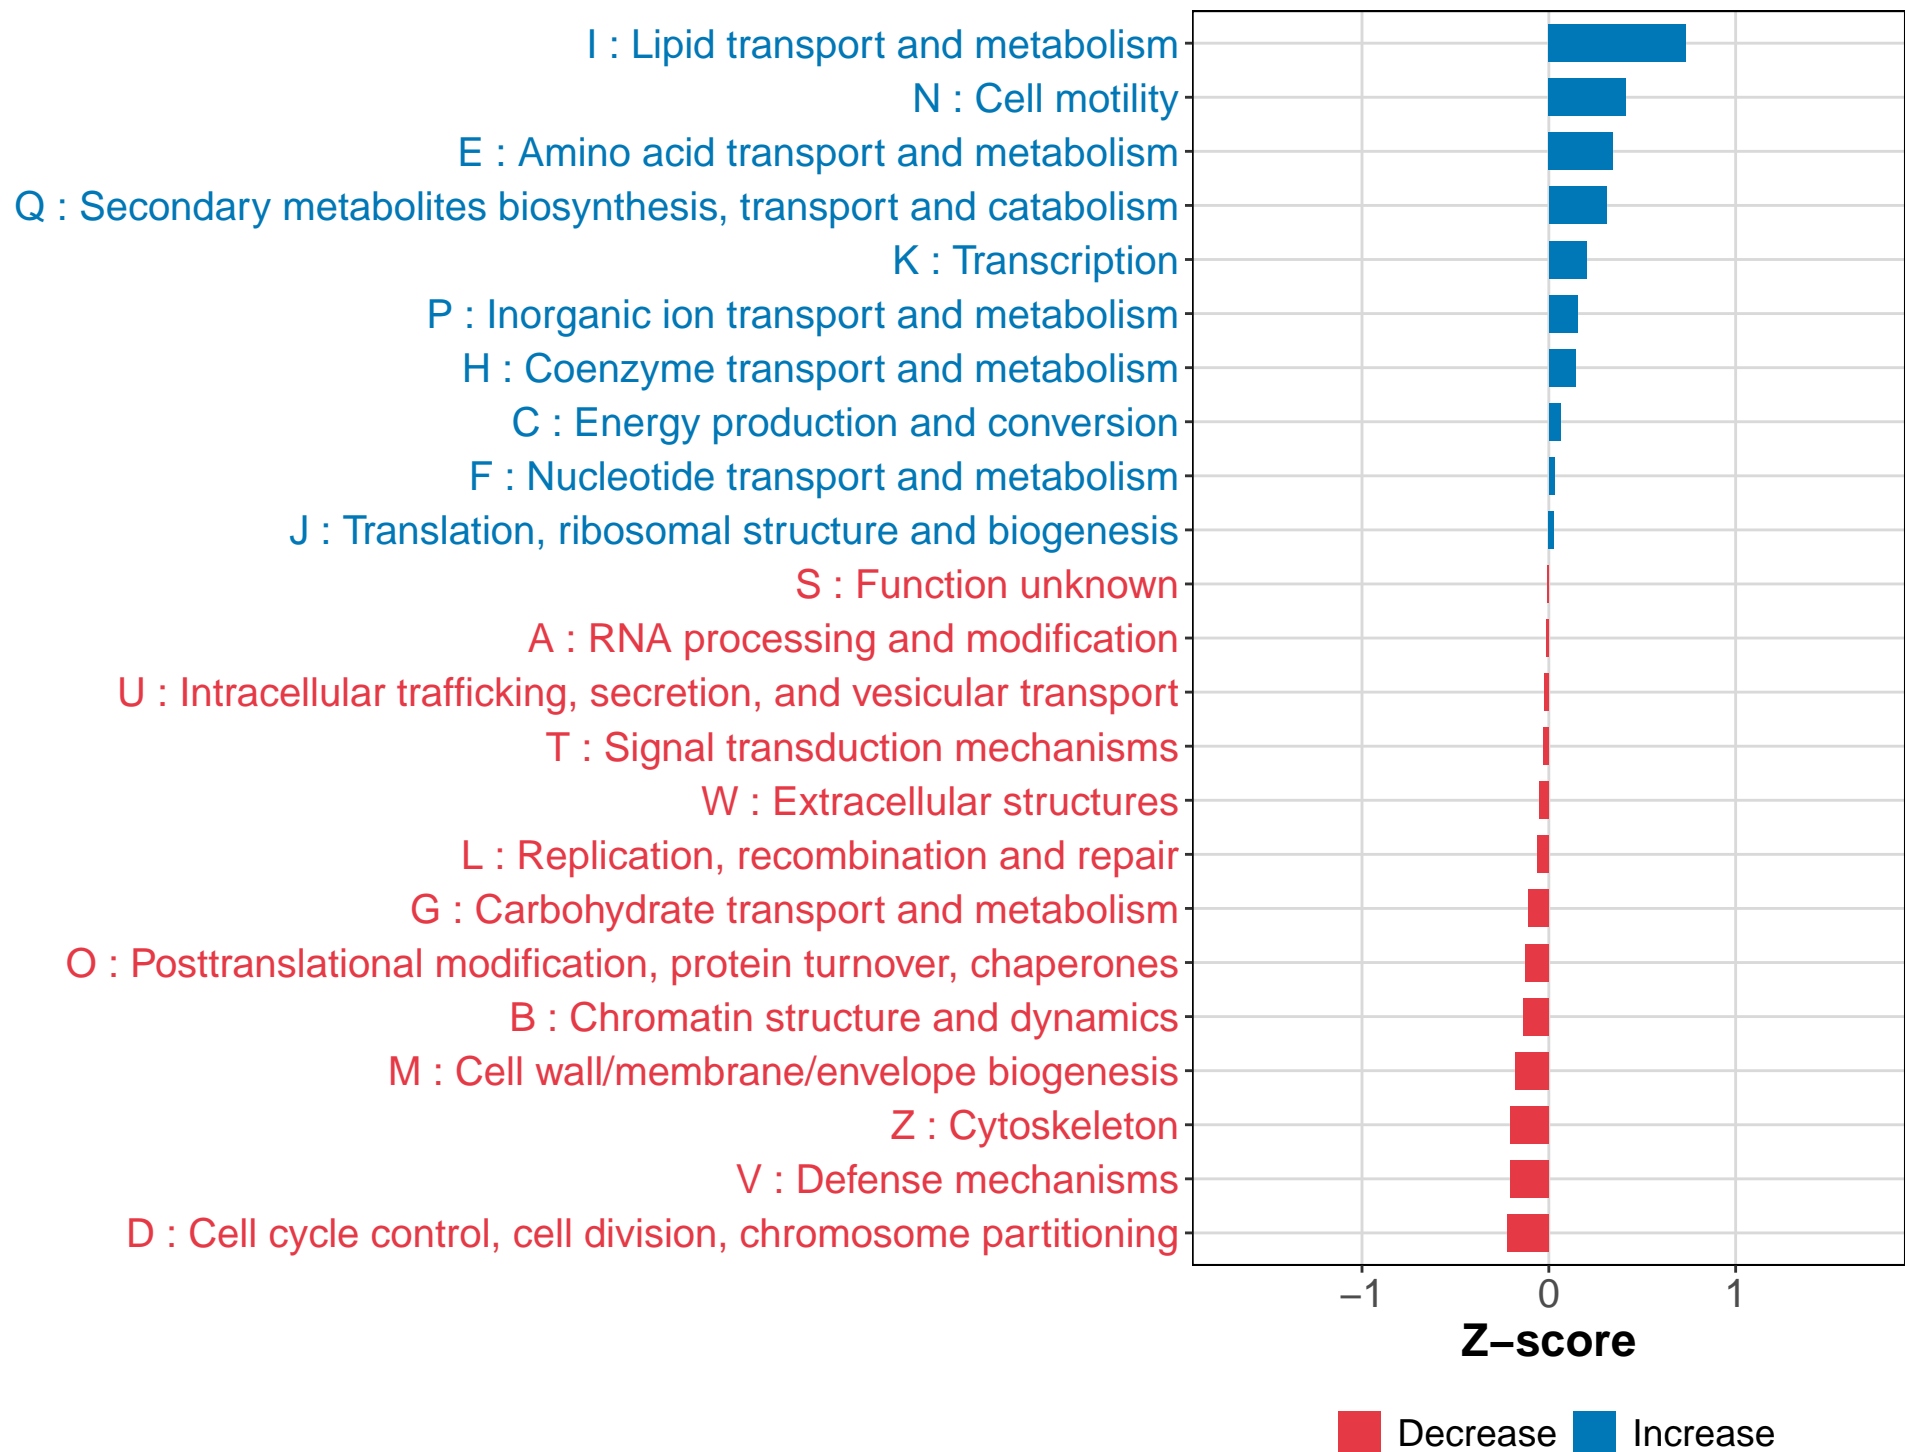 I : Lipid transport and metabolism
N : Cell motility
E : Amino acid transport and metabolism
Q : Secondary metabolites biosynthesis, transport and catabolism
K : Transcription
P : Inorganic ion transport and metabolism
H : Coenzyme transport and metabolism
C : Energy production and conversion
F : Nucleotide transport and metabolism
J : Translation, ribosomal structure and biogenesis
S : Function unknown
A : RNA processing and modification
U : Intracellular trafficking, secretion, and vesicular transport
T : Signal transduction mechanisms
W : Extracellular structures
L : Replication, recombination and repair
G : Carbohydrate transport and metabolism
O : Posttranslational modification, protein turnover, chaperones
B : Chromatin structure and dynamics
M : Cell wall/membrane/envelope biogenesis
Z : Cytoskeleton
V : Defense mechanisms
D : Cell cycle control, cell division, chromosome partitioning
−1 0 1
Z−score
Decrease Increase